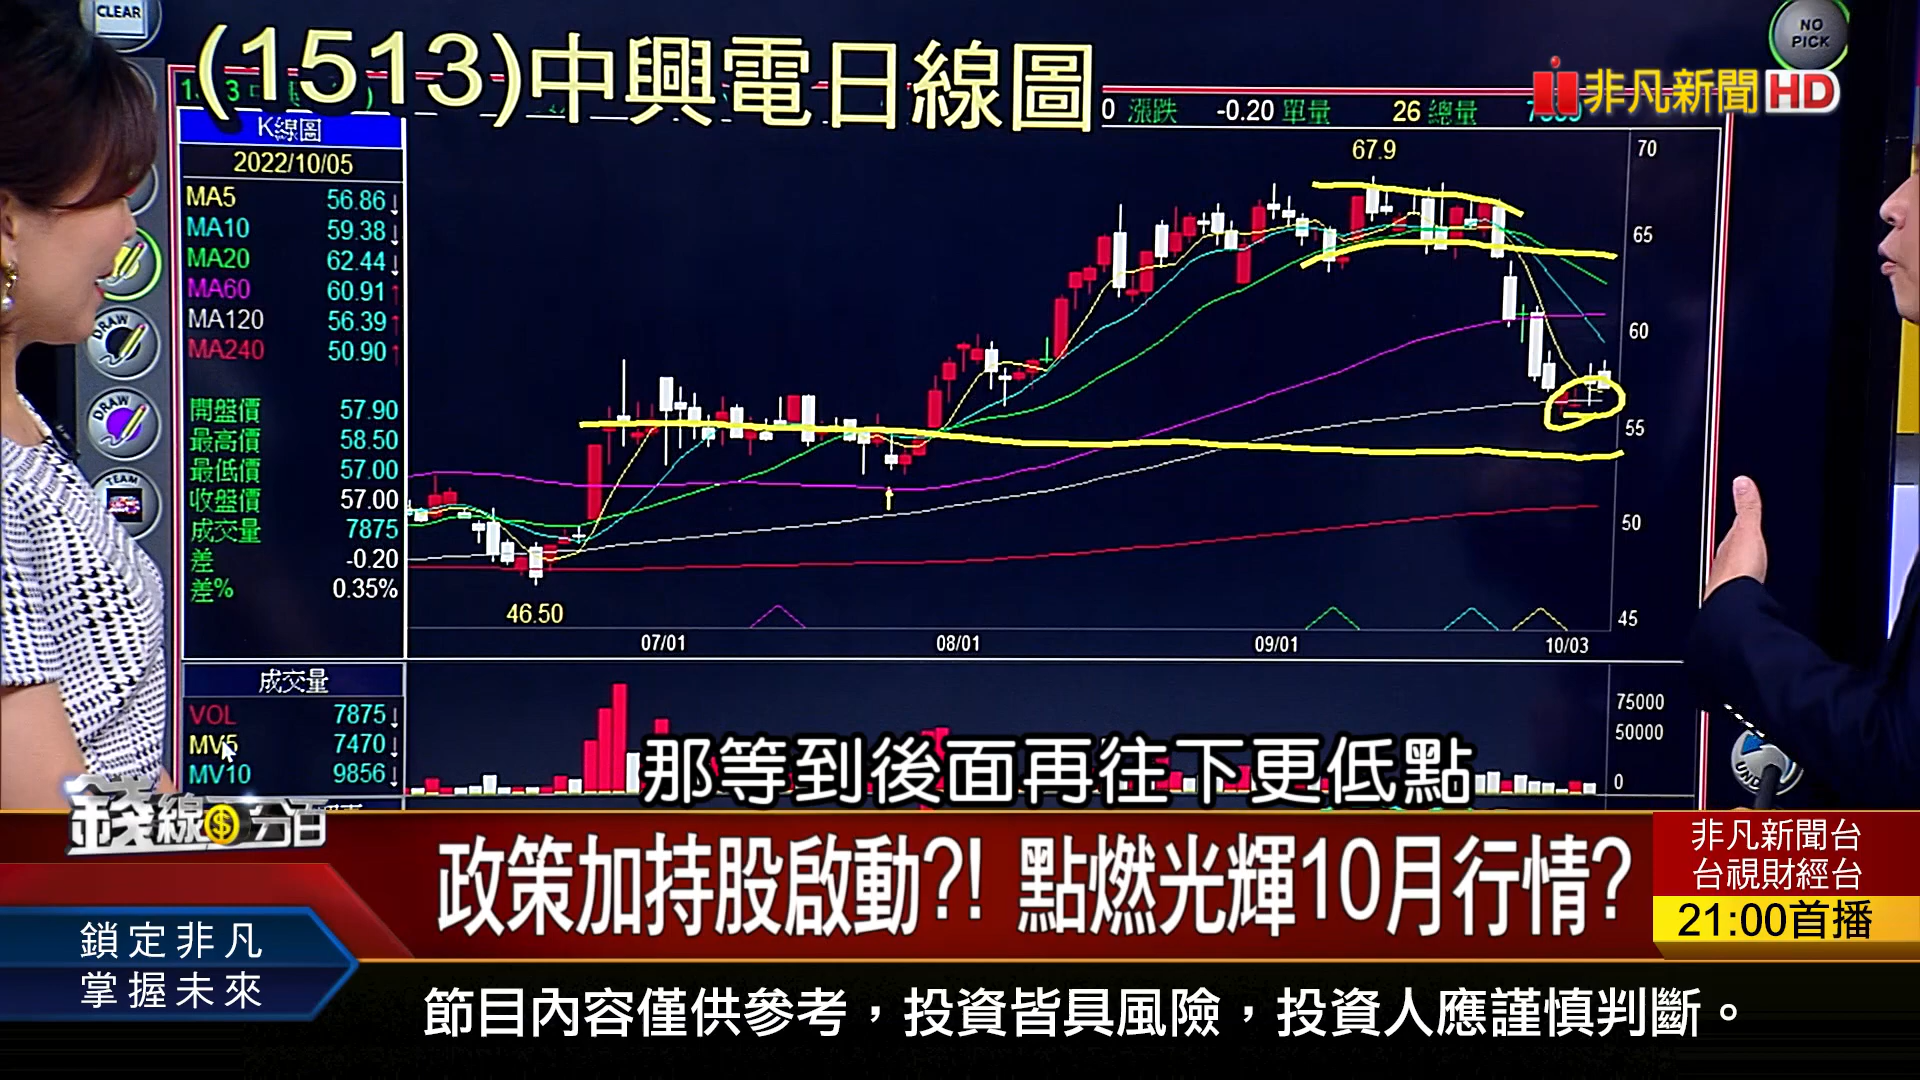 CLEAR
NO
PICK
(1513)中興電日線圖
非凡新聞HD
0 漲跌 -0.20 單量 26 總量
K線圖
2022/10/05
MA5 56.86↓
MA10 59.38↓
MA20 62.44↓
MA60 60.91↑
MA120 56.39↑
MA240 50.90↑
開盤價 57.90
最高價 58.50
最低價 57.00
收盤價 57.00
成交量 7875
差 -0.20
差% 0.35%
DRAW
DRAW
TEAM
67.9
46.50
70
65
60
55
50
45
07/01 08/01 09/01 10/03
成交量
VOL 7875↓
MV5 7470↓
MV10 9856↓
75000
50000
0
那等到後面再往下更低點
錢線百分百
政策加持股啟動?! 點燃光輝10月行情?
非凡新聞台
台視財經台
21:00首播
鎖定非凡
掌握未來
節目內容僅供參考，投資皆具風險，投資人應謹慎判斷。